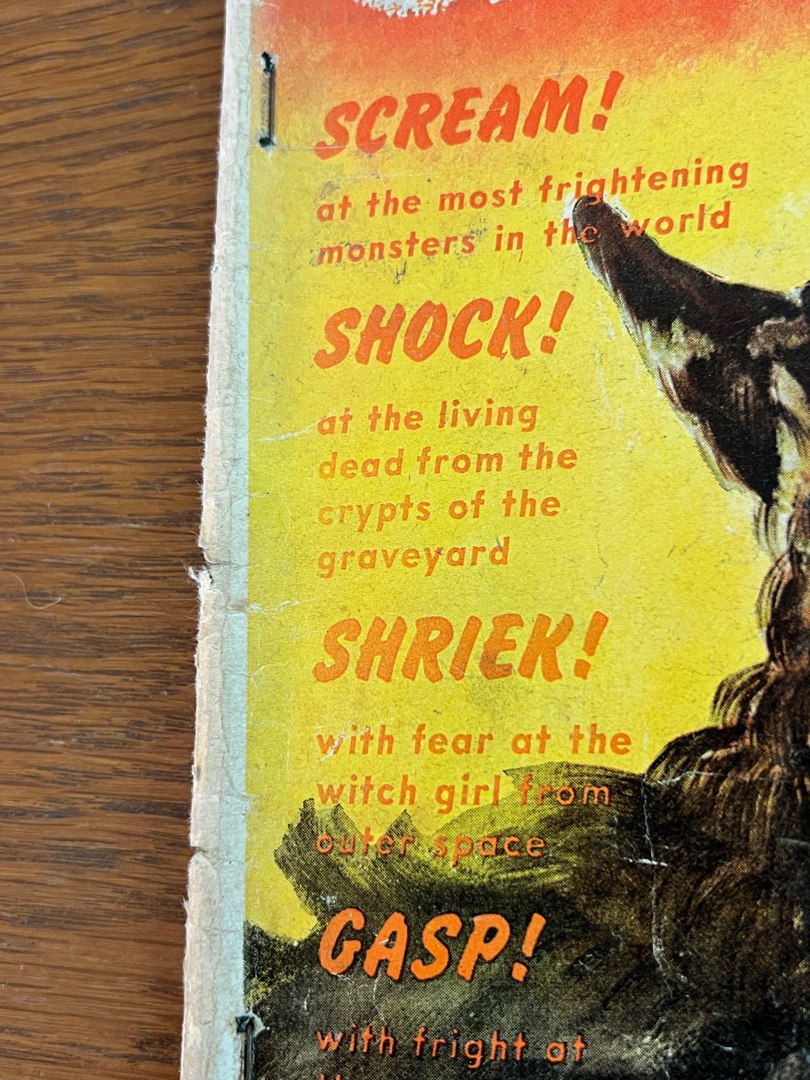 SCREAM!
at the most frightening
monsters in the world
SHOCK!
at the living
dead from the
crypts of the
graveyard
SHRIEK!
with fear at the
witch girl from
outer space
GASP!
with fright at